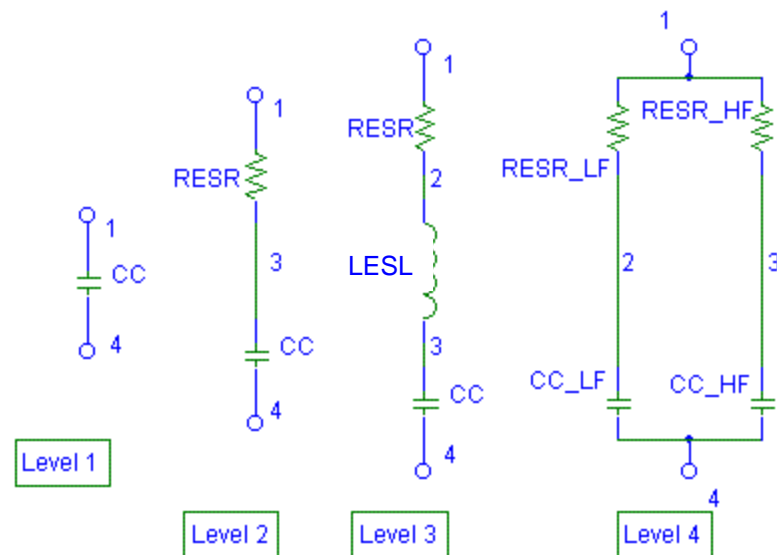 1
CC
4
Level 1
1
RESR
3
CC
4
Level 2
1
RESR
2
LESL
3
CC
4
Level 3
1
RESR_LF
RESR_HF
2
3
CC_LF
CC_HF
4
Level 4